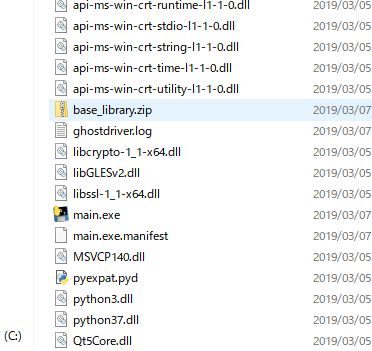 api-ms-win-crt-runtime-l1-1-0.dll 2019/03/05
api-ms-win-crt-stdio-l1-1-0.dll 2019/03/05
api-ms-win-crt-string-l1-1-0.dll 2019/03/05
api-ms-win-crt-time-l1-1-0.dll 2019/03/05
api-ms-win-crt-utility-l1-1-0.dll 2019/03/05
base_library.zip 2019/03/07
ghostdriver.log 2019/03/07
libcrypto-1_1-x64.dll 2019/03/05
libGLESv2.dll 2019/03/05
libssl-1_1-x64.dll 2019/03/05
main.exe 2019/03/07
main.exe.manifest 2019/03/07
MSVCP140.dll 2019/03/05
pyexpat.pyd 2019/03/05
python3.dll 2019/03/05
python37.dll 2019/03/05
(C:) Qt5Core.dll 2019/03/05